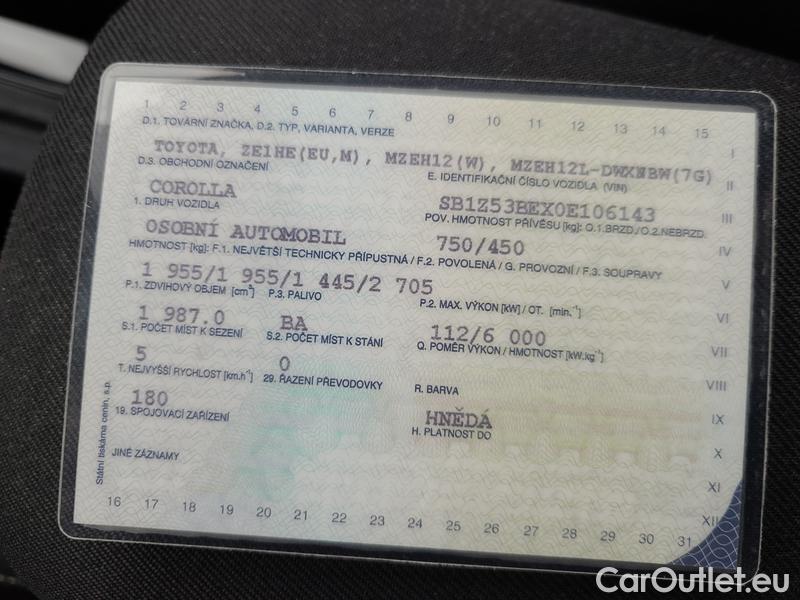 1 2 3 4 5 6 7 8 9 10 11 12 13 14 15
D.1. TOVÁRNÍ ZNAČKA, D.2. TYP, VARIANTA, VERZE
I
TOYOTA, ZE1HE(EU,M), MZEH12(W), MZEH12L-DWXNBW(7G)
D.3. OBCHODNÍ OZNAČENÍ
E. IDENTIFIKAČNÍ ČÍSLO VOZIDLA (VIN)
II
COROLLA
SB1Z53BEX0E106143
1. DRUH VOZIDLA
POV. HMOTNOST PŘÍVĚSU [kg]: O.1.BRZD./O.2.NEBRZD.
III
OSOBNÍ AUTOMOBIL
750/450
IV
HMOTNOST [kg]: F.1. NEJVĚTŠÍ TECHNICKY PŘÍPUSTNÁ / F.2. POVOLENÁ / G. PROVOZNÍ / F.3. SOUPRAVY
1 955/1 955/1 445/2 705
V
P.1. ZDVIHOVÝ OBJEM [cm³]
P.3. PALIVO
P.2. MAX. VÝKON [kW] / OT. [min.⁻¹]
1 987.0
BA
112/6 000
VI
S.1. POČET MÍST K SEZENÍ
S.2. POČET MÍST K STÁNÍ
Q. POMĚR VÝKON / HMOTNOST [kW.kg⁻¹]
VII
5
0
T. NEJVYŠŠÍ RYCHLOST [km.h⁻¹]
29. ŘAZENÍ PŘEVODOVKY
R. BARVA
VIII
180
HNĚDÁ
IX
19. SPOJOVACÍ ZAŘÍZENÍ
H. PLATNOST DO
X
JINÉ ZÁZNAMY
XI
XII
Státní tiskárna cenin, s.p.
16 17 18 19 20 21 22 23 24 25 26 27 28 29 30 31
CarOutlet.eu